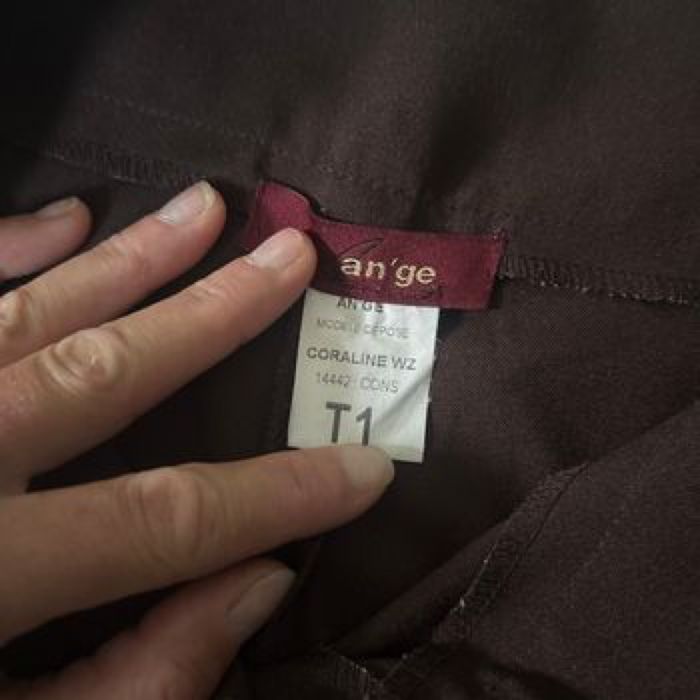 an'ge
AN'GE
MODELE DEPOSE
CORALINE WZ
14442 CONS
T1